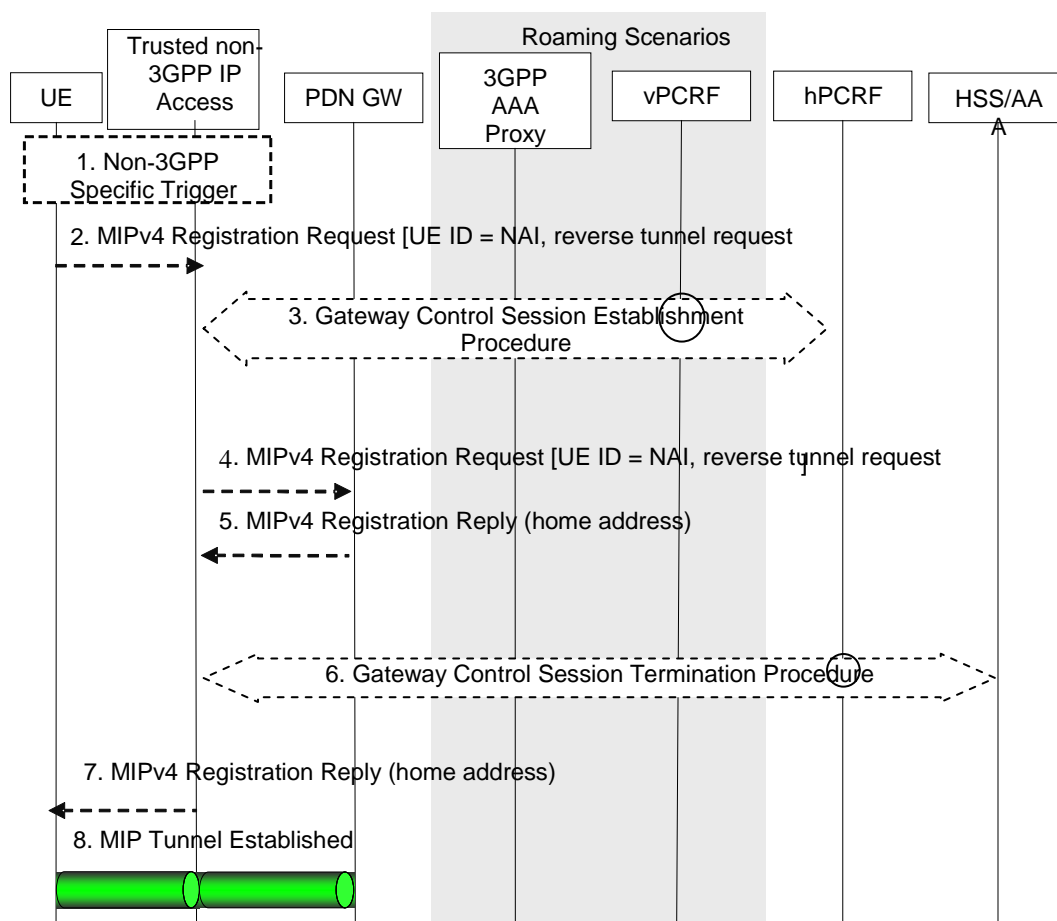 Roaming Scenarios
UE
Trusted non-
3GPP IP
Access
PDN GW
3GPP
AAA
Proxy
vPCRF
hPCRF
HSS/AA
A
1. Non-3GPP
Specific Trigger
2. MIPv4 Registration Request [UE ID = NAI, reverse tunnel request
3. Gateway Control Session Establishment
Procedure
4. MIPv4 Registration Request [UE ID = NAI, reverse tunnel request
]
5. MIPv4 Registration Reply (home address)
6. Gateway Control Session Termination Procedure
7. MIPv4 Registration Reply (home address)
8. MIP Tunnel Established